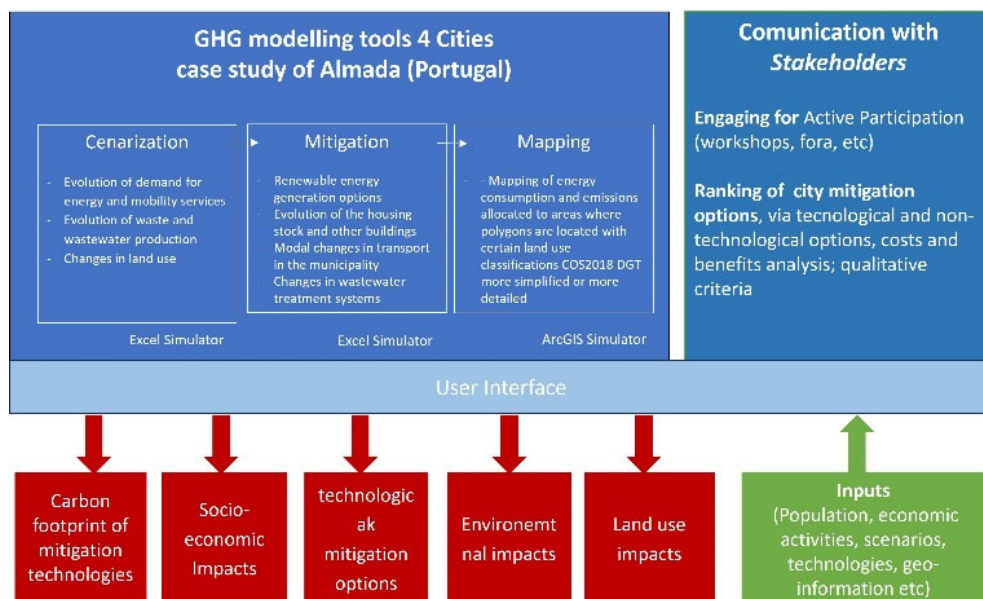 GHG modelling tools 4 Cities
case study of Almada (Portugal)
Cenarization
- Evolution of demand for
energy and mobility services
- Evolution of waste and
wastewater production
- Changes in land use
Excel Simulator
Mitigation
- Renewable energy
generation options
- Evolution of the housing
stock and other buildings
- Modal changes in transport
in the municipality
- Changes in wastewater
treatment systems
Excel Simulator
Mapping
- - Mapping of energy
consumption and emissions
allocated to areas where
polygons are located with
certain land use
classifications COS2018 DGT
more simplified or more
detailed
ArcGIS Simulator
Comunication with
Stakeholders
Engaging for Active Participation
(workshops, fora, etc)
Ranking of city mitigation
options, via tecnological and non-
technological options, costs and
benefits analysis; qualitative
criteria
User Interface
Carbon
footprint of
mitigation
technologies
Socio-
economic
Impacts
technologic
ak
mitigation
options
Environemt
nal impacts
Land use
impacts
Inputs
(Population, economic
activities, scenarios,
technologies, geo-
information etc)